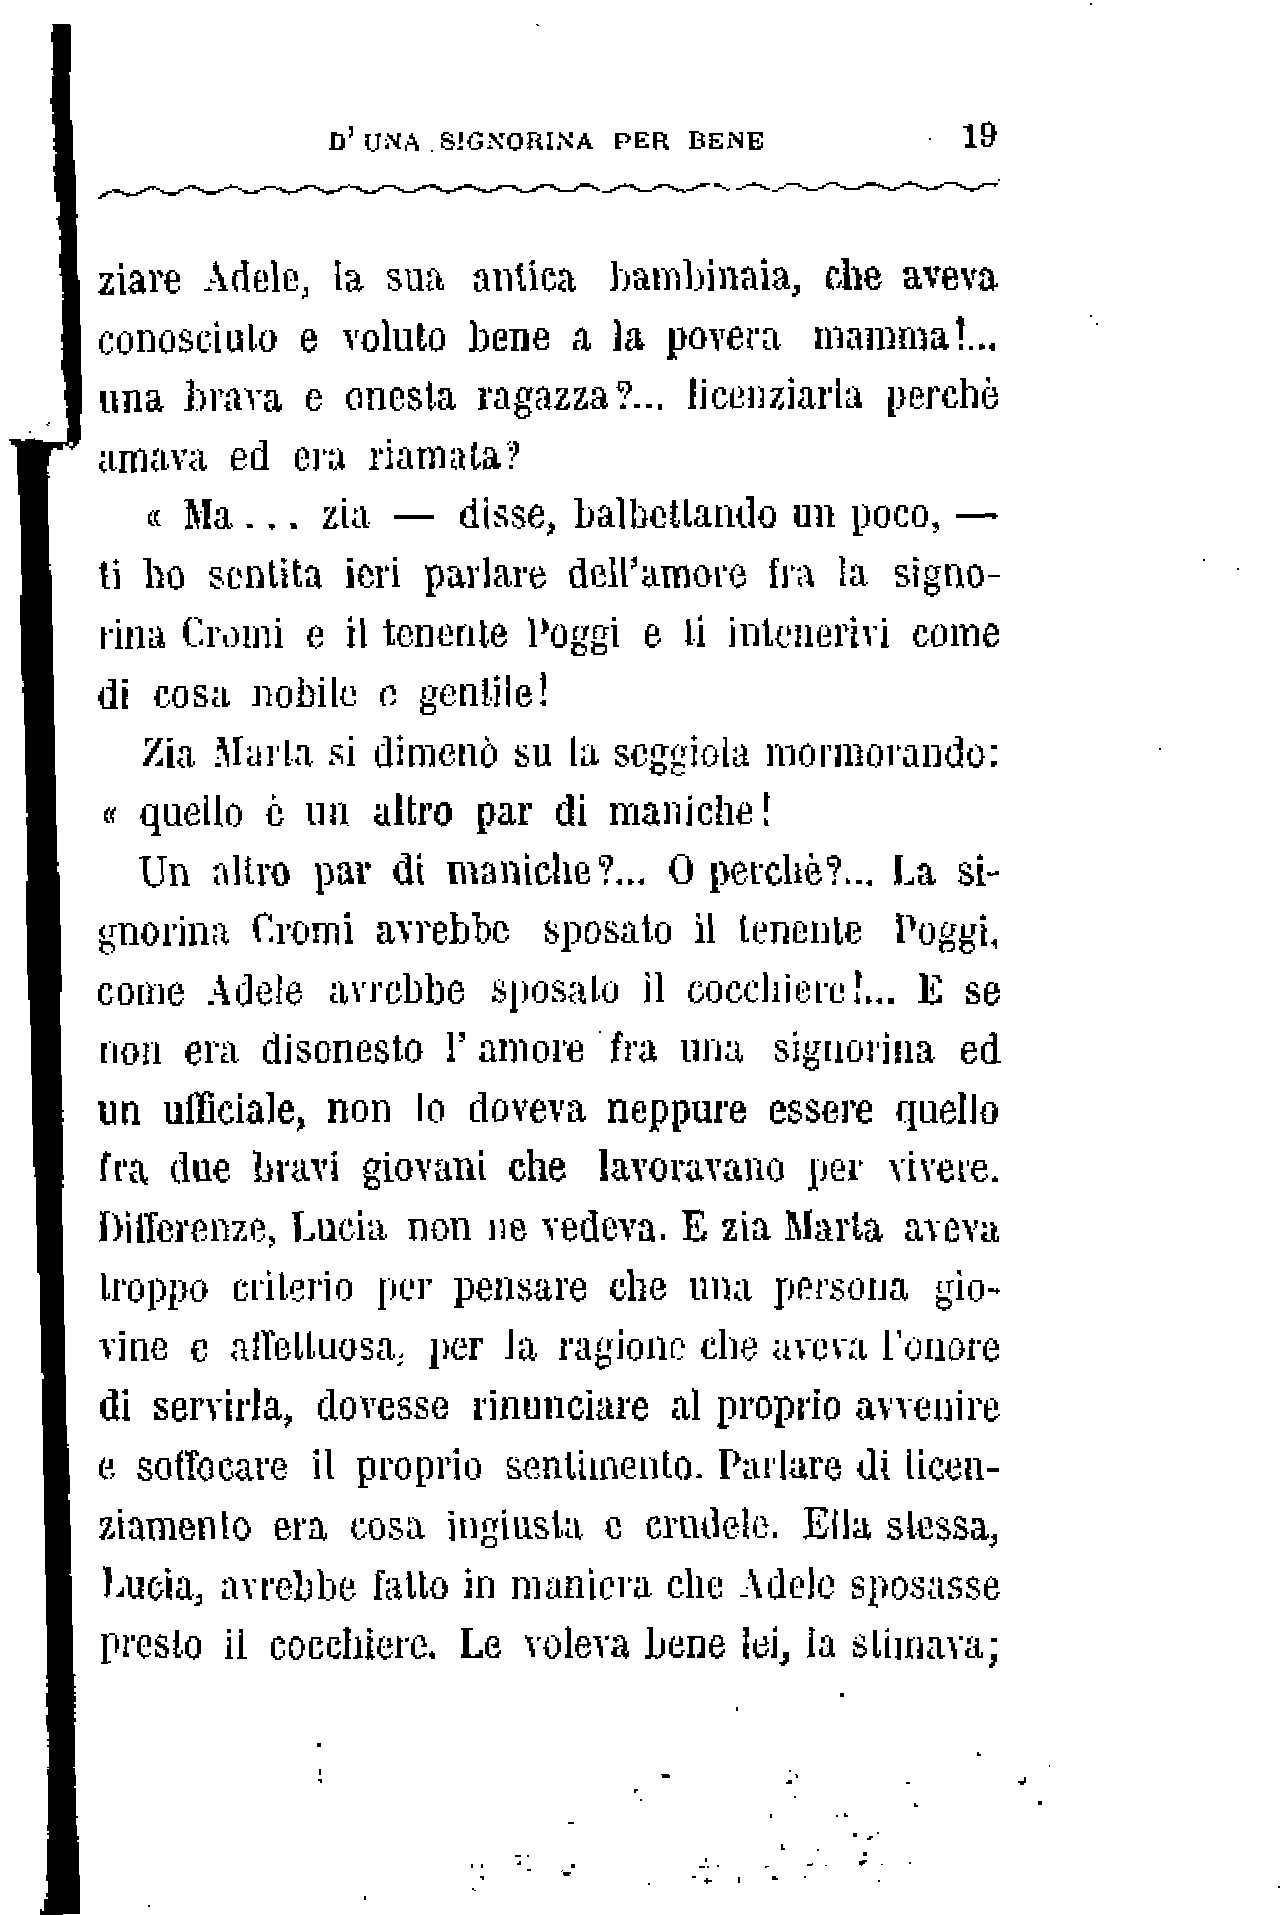 D' UNA SIGNORINA PER BENE 19
ziare Adele, la sua antica bambinaia, che aveva
conosciuto e voluto bene a la povera mamma!...
una brava e onesta ragazza?... licenziarla perchè
amava ed era riamata?
« Ma... zia — disse, balbettando un poco, —
ti ho sentita ieri parlare dell'amore fra la signo-
rina Cromi e il tenente Poggi e ti intenerivi come
di cosa nobile e gentile!
Zia Marta si dimenò su la seggiola mormorando:
« quello è un altro par di maniche!
Un altro par di maniche?... O perchè?... La si-
gnorina Cromi avrebbe sposato il tenente Poggi,
come Adele avrebbe sposato il cocchiere!... E se
non era disonesto l' amore fra una signorina ed
un ufficiale, non lo doveva neppure essere quello
fra due bravi giovani che lavoravano per vivere.
Differenze, Lucia non ne vedeva. E zia Marta aveva
troppo criterio per pensare che una persona gio-
vine e affettuosa, per la ragione che aveva l'onore
di servirla, dovesse rinunciare al proprio avvenire
e soffocare il proprio sentimento. Parlare di licen-
ziamento era cosa ingiusta e crudele. Ella stessa,
Lucia, avrebbe fatto in maniera che Adele sposasse
presto il cocchiere. Le voleva bene lei, la stimava;